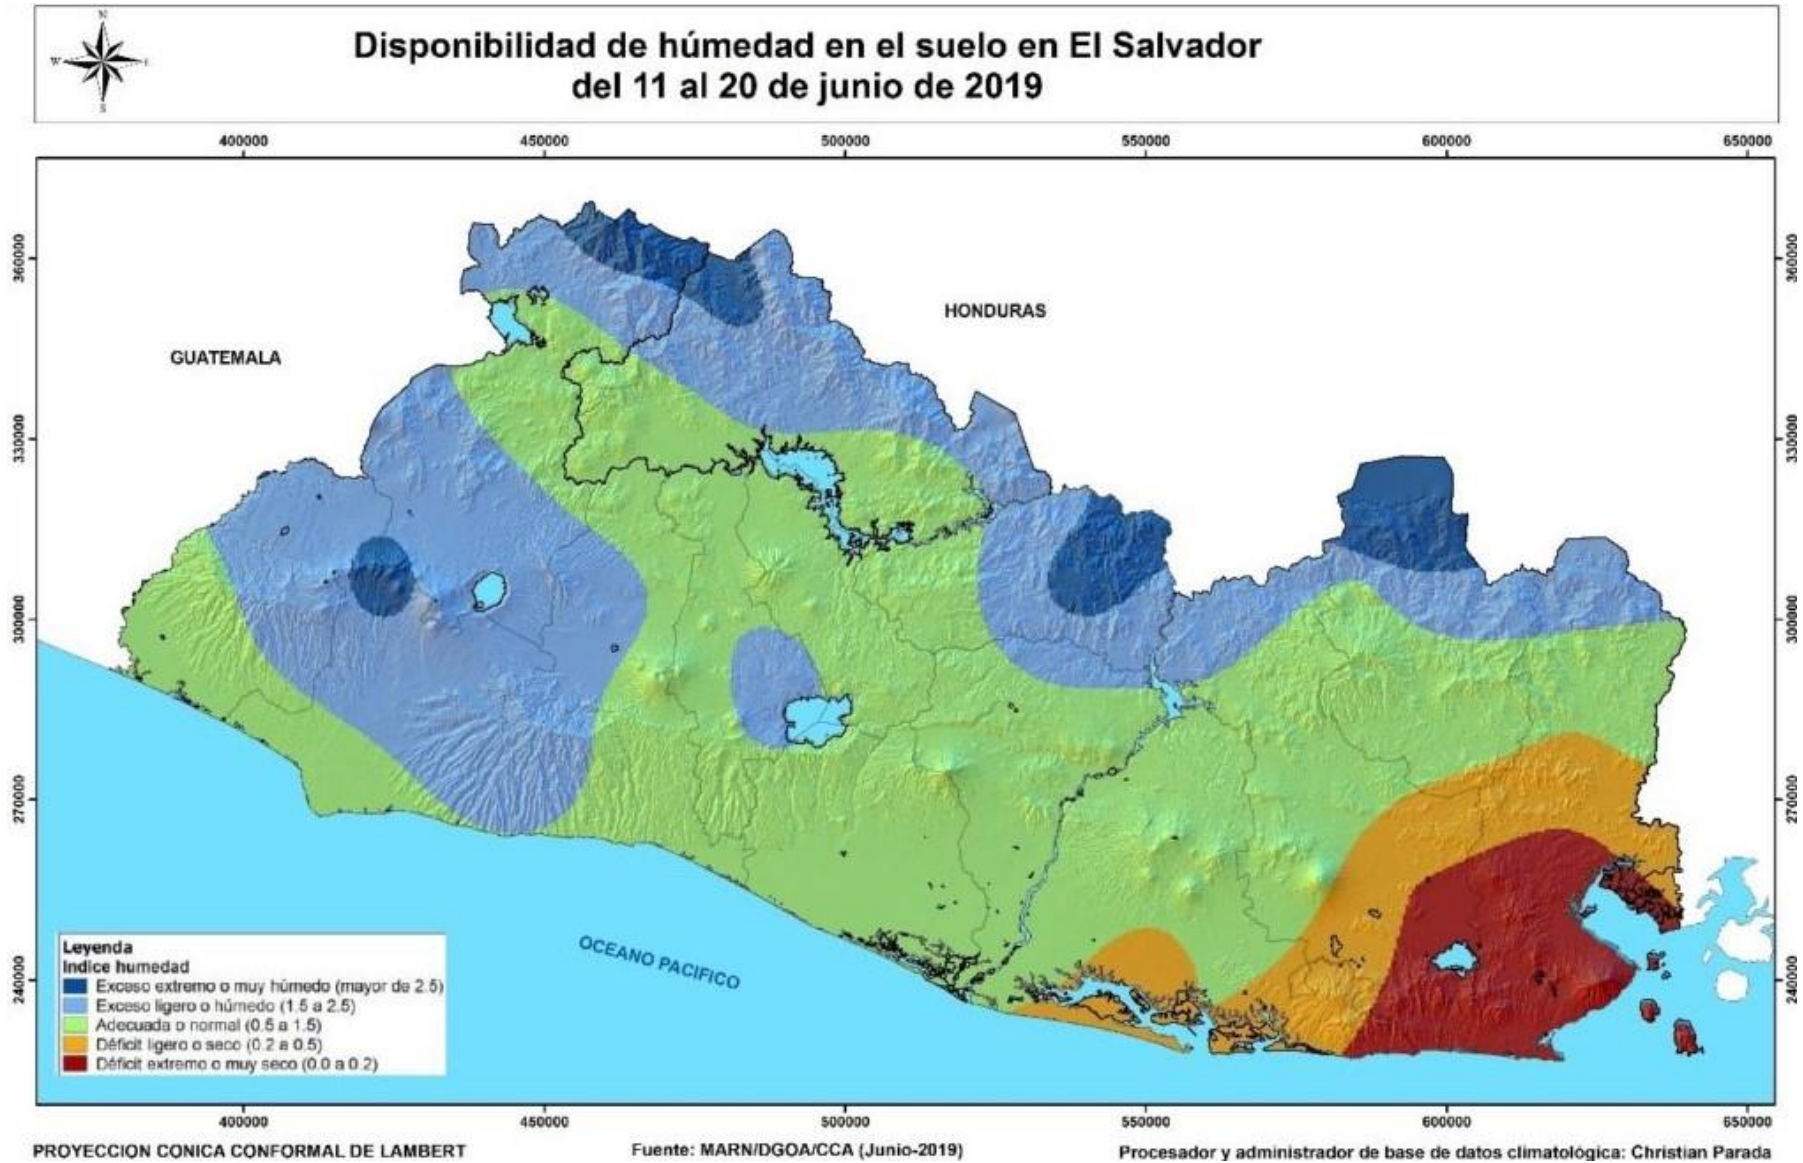 N
W
E
S
Disponibilidad de húmedad en el suelo en El Salvador
del 11 al 20 de junio de 2019
400000 450000 500000 550000 600000 650000
360000 360000
HONDURAS
GUATEMALA
330000 330000
300000 300000
270000 270000
OCEANO PACIFICO
240000 240000
Leyenda
Indice humedad
Exceso extremo o muy húmedo (mayor de 2.5)
Exceso ligero o húmedo (1.5 a 2.5)
Adecuada o normal (0.5 a 1.5)
Déficit ligero o seco (0.2 a 0.5)
Déficit extremo o muy seco (0.0 a 0.2)
400000 450000 500000 550000 600000 650000
PROYECCION CONICA CONFORMAL DE LAMBERT
Fuente: MARN/DGOA/CCA (Junio-2019)
Procesador y administrador de base de datos climatológica: Christian Parada